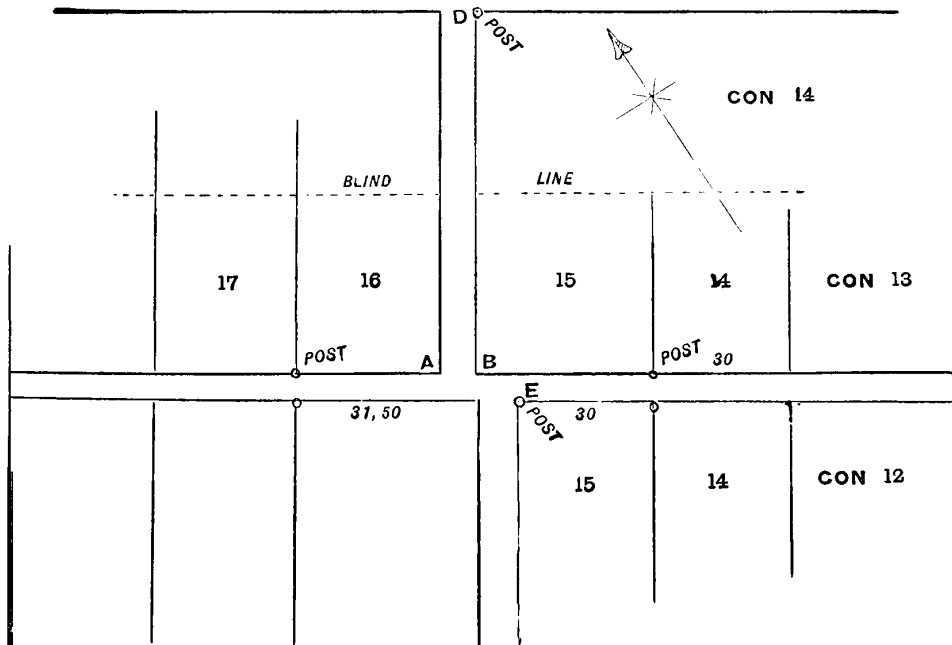 D POST
CON 14
BLIND LINE
17 16 15 14 CON 13
POST A B POST 30
E
31,50 POST 30
15 14 CON 12